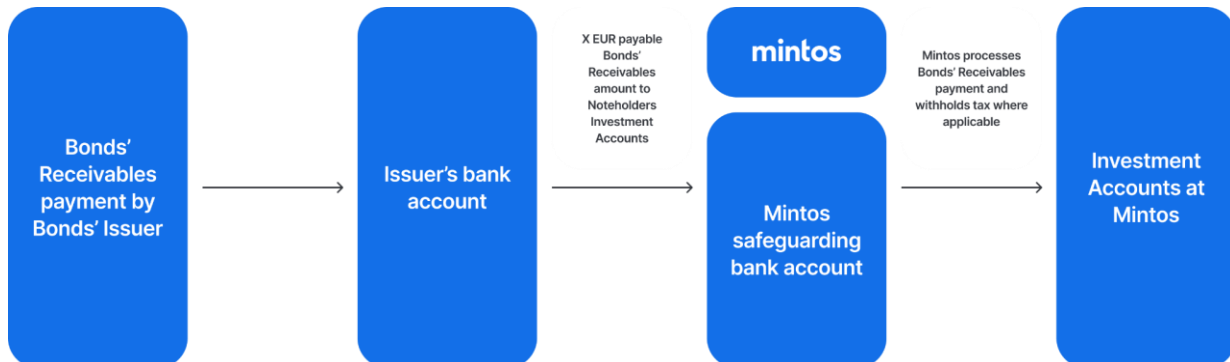 Bonds'
Receivables
payment by
Bonds' Issuer
Issuer's bank
account
X EUR payable
Bonds'
Receivables
amount to
Noteholders
Investment
Accounts
mintos
Mintos
safeguarding
bank account
Mintos processes
Bonds' Receivables
payment and
withholds tax where
applicable
Investment
Accounts at
Mintos